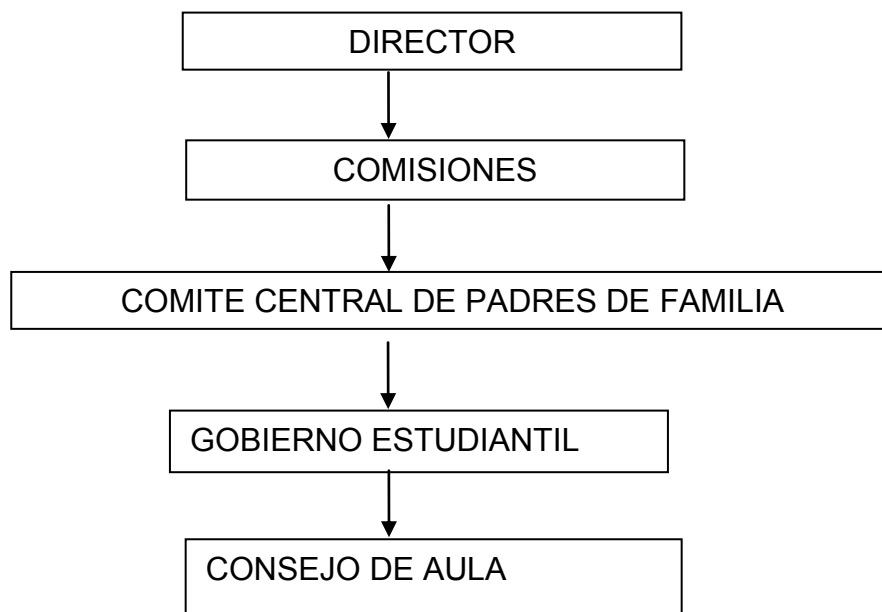 DIRECTOR
COMISIONES
COMITE CENTRAL DE PADRES DE FAMILIA
GOBIERNO ESTUDIANTIL
CONSEJO DE AULA